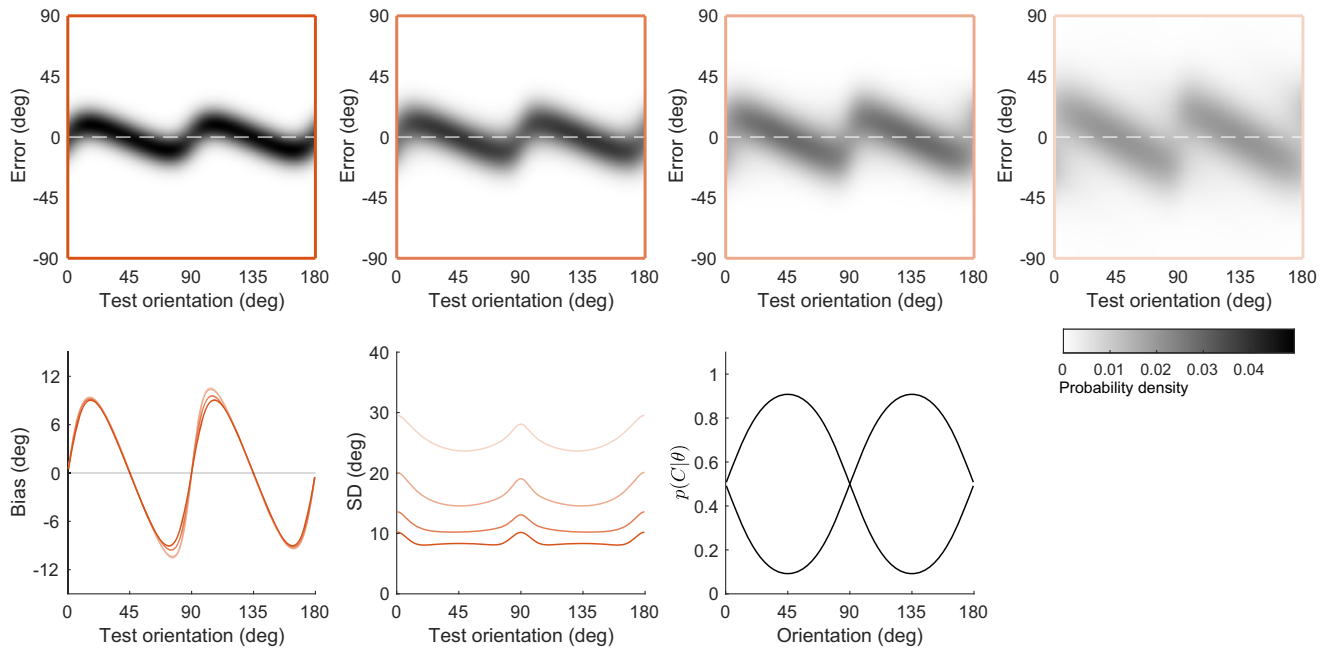 90
45
0
-45
-90
Error (deg)
0 45 90 135 180
Test orientation (deg)
90
45
0
-45
-90
Error (deg)
0 45 90 135 180
Test orientation (deg)
90
45
0
-45
-90
Error (deg)
0 45 90 135 180
Test orientation (deg)
90
45
0
-45
-90
Error (deg)
0 45 90 135 180
Test orientation (deg)
0 0.01 0.02 0.03 0.04
Probability density
12
6
0
-6
-12
Bias (deg)
0 45 90 135 180
Test orientation (deg)
40
30
20
10
0
SD (deg)
0 45 90 135 180
Test orientation (deg)
1
0.8
0.6
0.4
0.2
0
p(C|θ)
0 45 90 135 180
Orientation (deg)